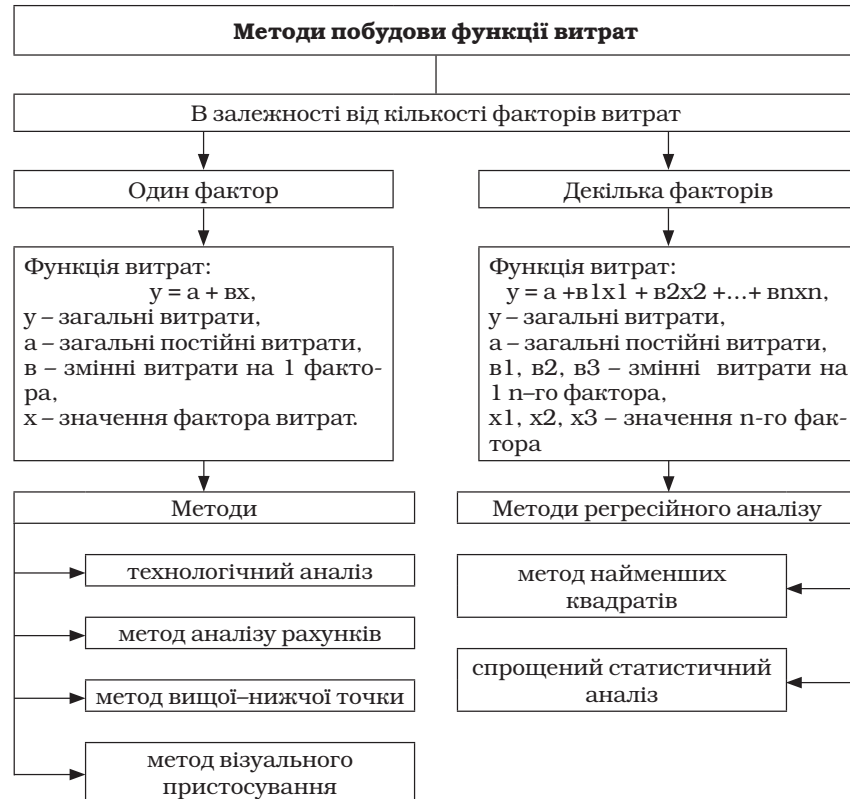 Методи побудови функції витрат
В залежності від кількості факторів витрат
Один фактор
Функція витрат:
у = а + вх,
у – загальні витрати,
а – загальні постійні витрати,
в – змінні витрати на 1 факто-
ра,
х – значення фактора витрат.
Методи
технологічний аналіз
метод аналізу рахунків
метод вищої–нижчої точки
метод візуального
пристосування
Декілька факторів
Функція витрат:
у = а +в1х1 + в2х2 +...+ вnхn,
у – загальні витрати,
а – загальні постійні витрати,
в1, в2, в3 – змінні витрати на
1 n–го фактора,
х1, х2, х3 – значення n-го фак-
тора
Методи регресійного аналізу
метод найменших
квадратів
спрощений статистичний
аналіз